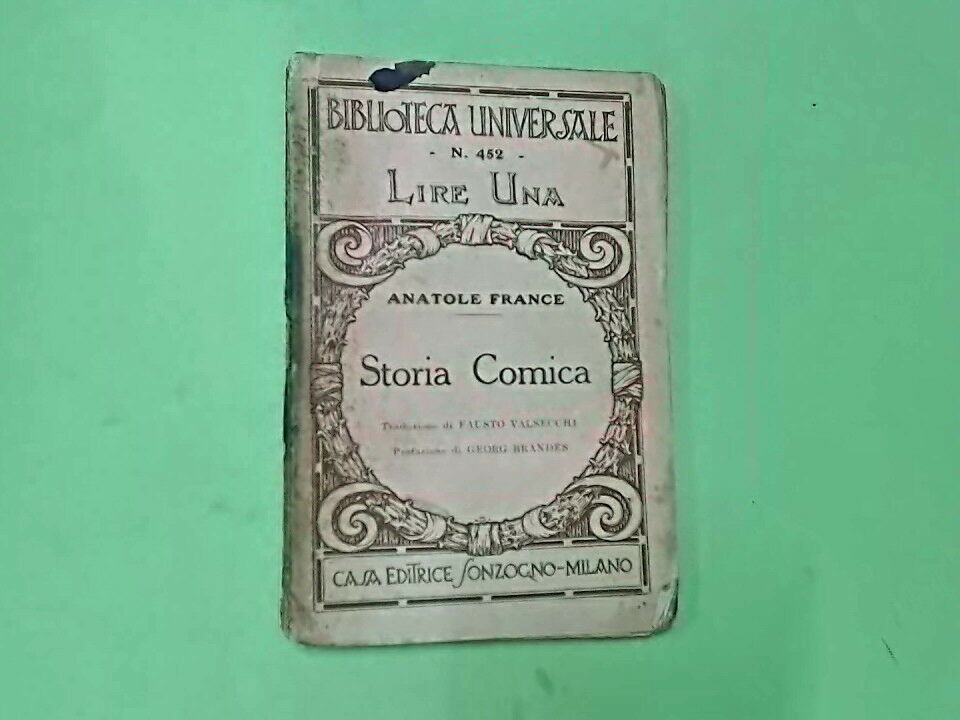 BIBLIOTECA UNIVERSALE
- N. 452 -
LIRE UNA
ANATOLE FRANCE
Storia Comica
Traduzione di FAUSTO VALSECCHI
Prefazione di GEORG BRANDES
CASA EDITRICE SONZOGNO-MILANO